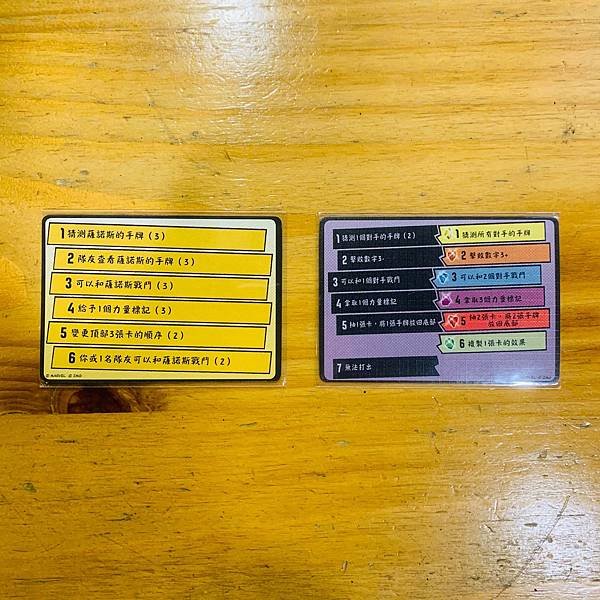 1 猜測薩諾斯的手牌 (3)
2 隊友查看薩諾斯的手牌 (3)
3 可以和薩諾斯戰鬥 (3)
4 給予1個力量標記 (3)
5 變更頂部3張卡的順序 (2)
6 你或1名隊友可以和薩諾斯戰鬥 (2)
© MARVEL © ZMG
1 猜測1個對手的手牌 (2)
1 猜測所有對手的手牌
2 擊敗數字3-
2 擊敗數字3+
3 可以和1個對手戰鬥
3 可以和2個對手戰鬥
4 拿取1個力量標記
4 拿取3個力量標記
5 抽1張卡,將1張手牌放回底部
5 抽2張卡,將2張手牌
放回底部
6 複製1張卡的效果
7 無法打出